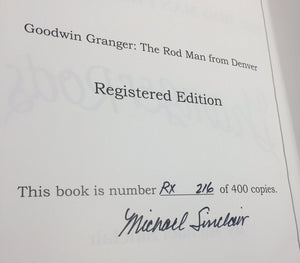 Goodwin Granger: The Rod Man from Denver
Registered Edition
This book is number RX 216 of 400 copies.
Michael Sinclair